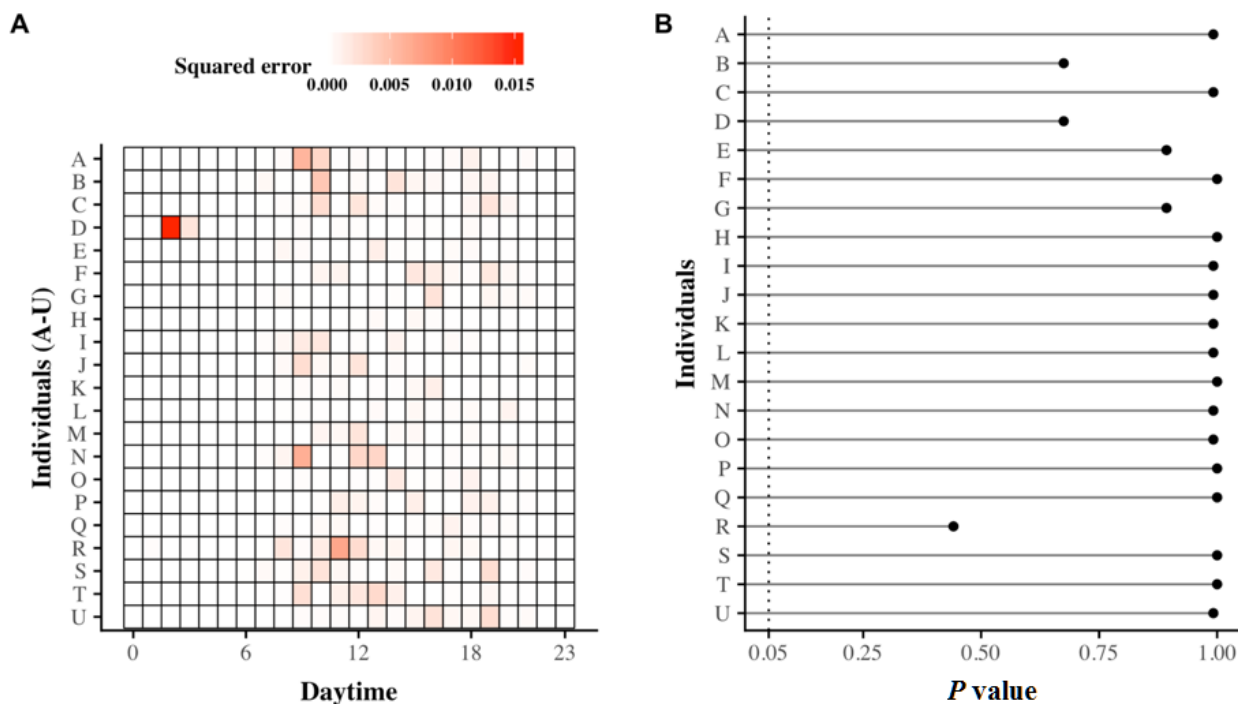 A
Squared error
0.000 0.005 0.010 0.015
Individuals (A-U)
A
B
C
D
E
F
G
H
I
J
K
L
M
N
O
P
Q
R
S
T
U
0 6 12 18 23
Daytime
B
Individuals
A
B
C
D
E
F
G
H
I
J
K
L
M
N
O
P
Q
R
S
T
U
0.05 0.25 0.50 0.75 1.00
P value